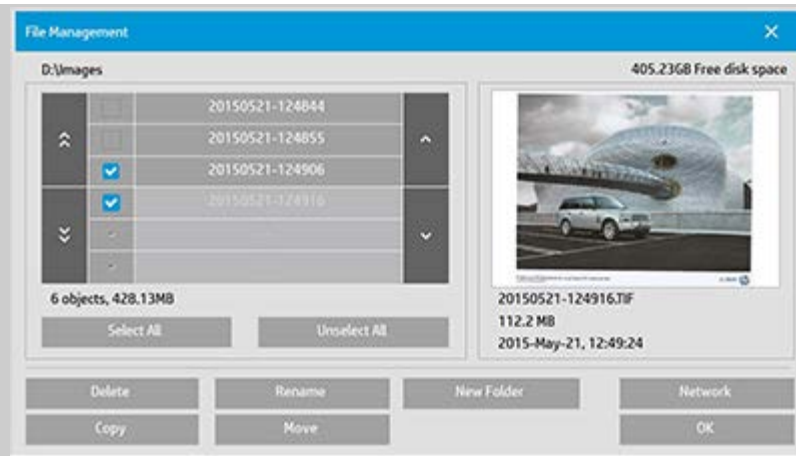 File Management
D:\Images
405.23GB Free disk space
20150521-124844
20150521-124855
20150521-124906
20150521-124916
6 objects, 428.13MB
Select All
Unselect All
20150521-124916.TIF
112.2 MB
2015-May-21, 12:49:24
Delete
Rename
New Folder
Network
Copy
Move
OK